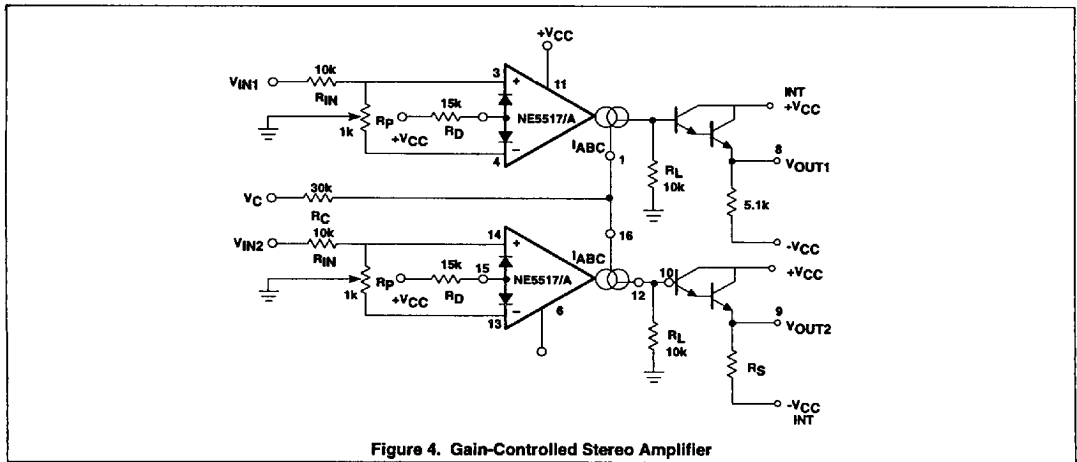 +VCC
VIN1
10k
RIN
3
+
11
INT
+VCC
1k
RP
+VCC
15k
RD
NE5517/A
4
−
IABC
1
RL
10k
8
VOUT1
5.1k
-VCC
VC
30k
RC
16
VIN2
10k
RIN
14
+
IABC
+VCC
1k
RP
+VCC
15k
15
RD
NE5517/A
13
−
6
12
10
RL
10k
9
VOUT2
RS
-VCC
INT
Figure 4. Gain-Controlled Stereo Amplifier